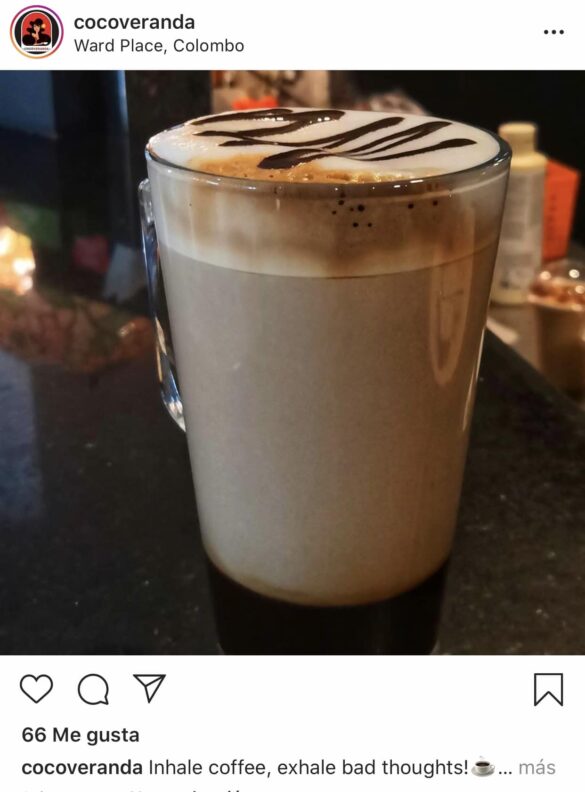 cocoveranda
Ward Place, Colombo
66 Me gusta
cocoveranda Inhale coffee, exhale bad thoughts!☕... más